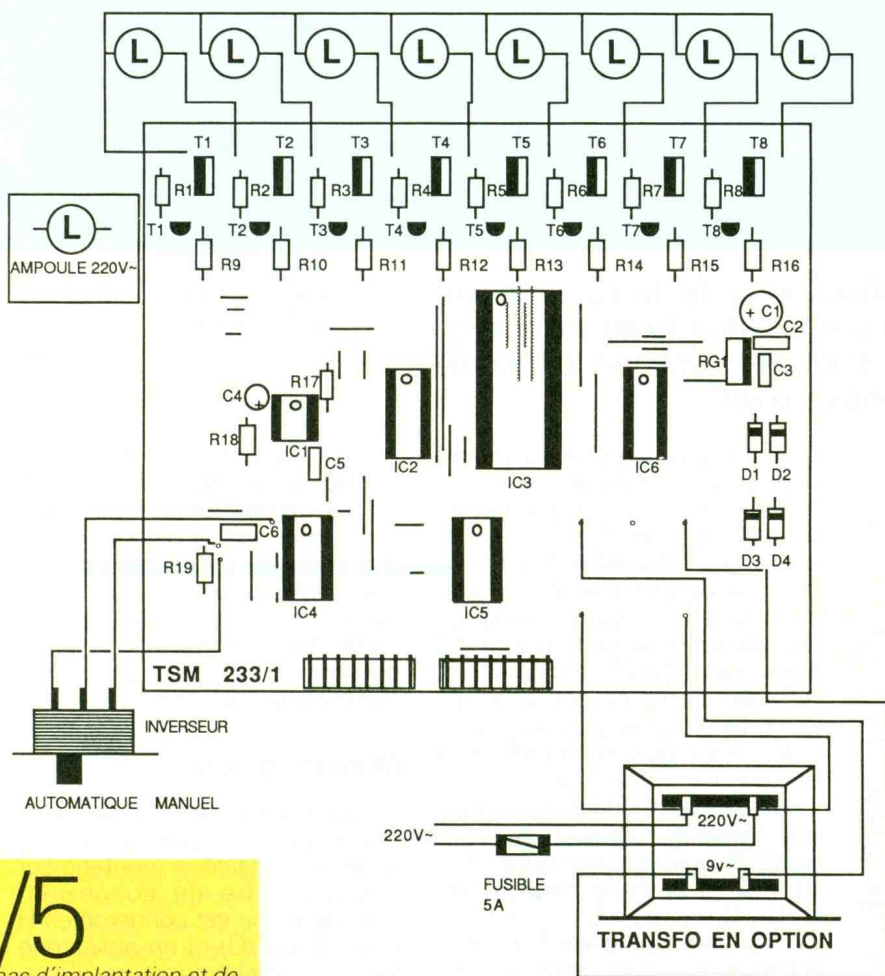 L L L L L L L L
T1 T2 T3 T4 T5 T6 T7 T8
R1 R2 R3 R4 R5 R6 R7 R8
T1 T2 T3 T4 T5 T6 T7 T8
R9 R10 R11 R12 R13 R14 R15 R16
L
AMPOULE 220V~
+ C1
C2
RG1
C3
C4
+
R17
R18
IC1
C5
IC2
IC3
IC6
D1 D2
C6
R19
IC4
IC5
D3 D4
TSM 233/1
INVERSEUR
AUTOMATIQUE MANUEL
220V~
220V~
FUSIBLE
5A
9v~
TRANSFO EN OPTION
/5
d'implantation et de